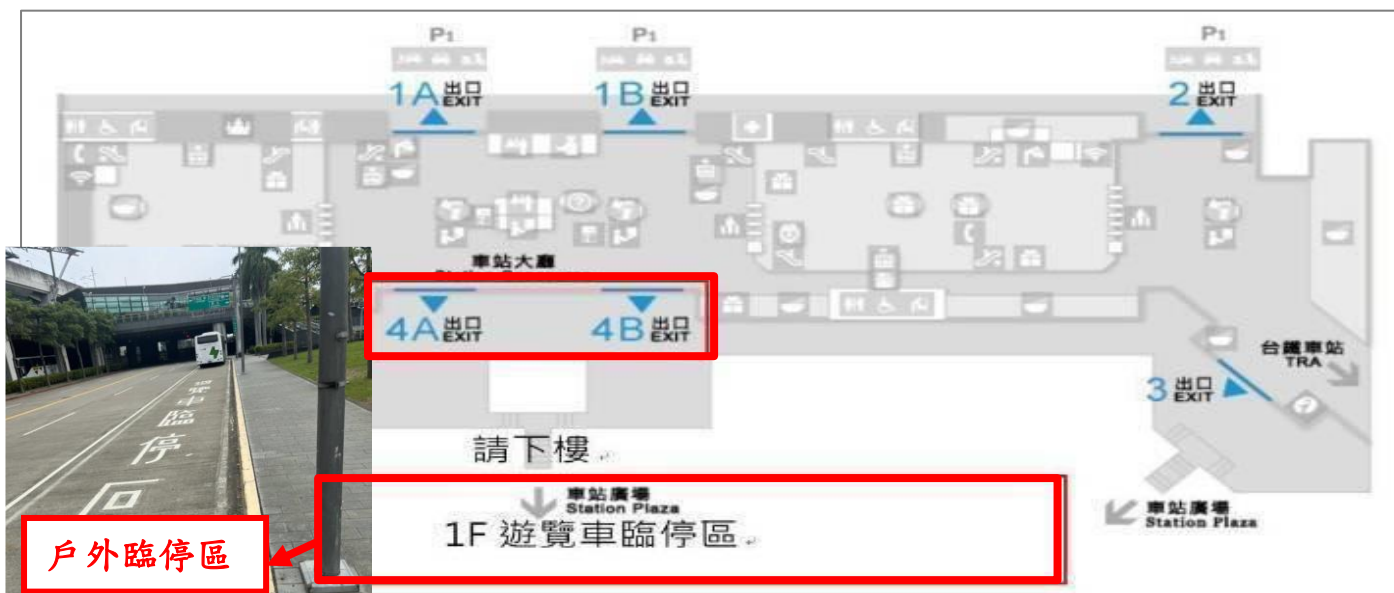 P1
P1
P1
1A 出口 EXIT
1B 出口 EXIT
2 出口 EXIT
車站大廳
4A 出口 EXIT
4B 出口 EXIT
台鐵車站
TRA
3 出口 EXIT
請下樓
車站廣場
Station Plaza
1F 遊覽車臨停區
車站廣場
Station Plaza
臨
停
戶外臨停區